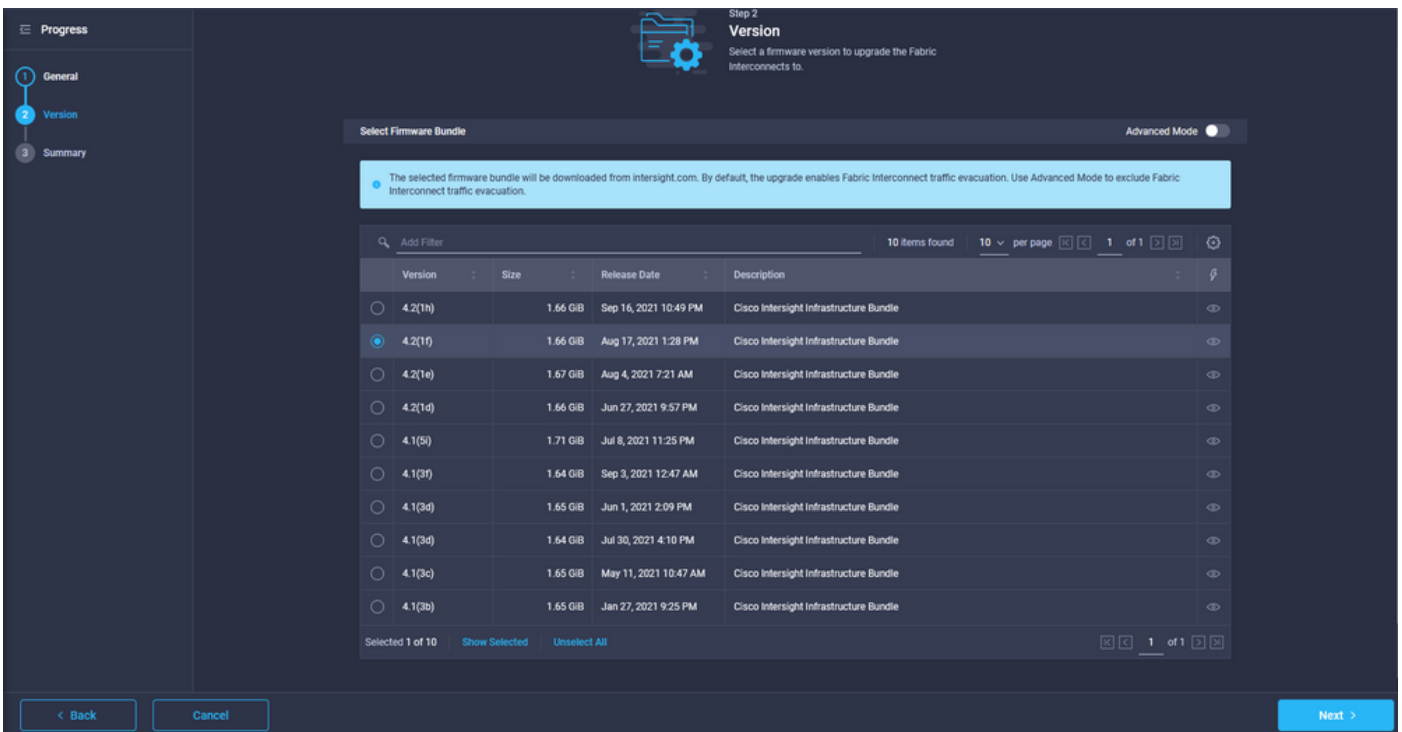 Progress
1 General
2 Version
3 Summary
Step 2
Version
Select a firmware version to upgrade the Fabric
Interconnects to.
Select Firmware Bundle Advanced Mode
The selected firmware bundle will be downloaded from intersight.com. By default, the upgrade enables Fabric Interconnect traffic evacuation. Use Advanced Mode to exclude Fabric
Interconnect traffic evacuation.
Add Filter 10 items found 10 per page 1 of 1
Version Size Release Date Description
4.2(1h) 1.66 GiB Sep 16, 2021 10:49 PM Cisco Intersight Infrastructure Bundle
4.2(1f) 1.66 GiB Aug 17, 2021 1:28 PM Cisco Intersight Infrastructure Bundle
4.2(1e) 1.67 GiB Aug 4, 2021 7:21 AM Cisco Intersight Infrastructure Bundle
4.2(1d) 1.66 GiB Jun 27, 2021 9:57 PM Cisco Intersight Infrastructure Bundle
4.1(5i) 1.71 GiB Jul 8, 2021 11:25 PM Cisco Intersight Infrastructure Bundle
4.1(3f) 1.64 GiB Sep 3, 2021 12:47 AM Cisco Intersight Infrastructure Bundle
4.1(3d) 1.65 GiB Jun 1, 2021 2:09 PM Cisco Intersight Infrastructure Bundle
4.1(3d) 1.64 GiB Jul 30, 2021 4:10 PM Cisco Intersight Infrastructure Bundle
4.1(3c) 1.65 GiB May 11, 2021 10:47 AM Cisco Intersight Infrastructure Bundle
4.1(3b) 1.65 GiB Jan 27, 2021 9:25 PM Cisco Intersight Infrastructure Bundle
Selected 1 of 10 Show Selected Unselect All 1 of 1
< Back Cancel Next >